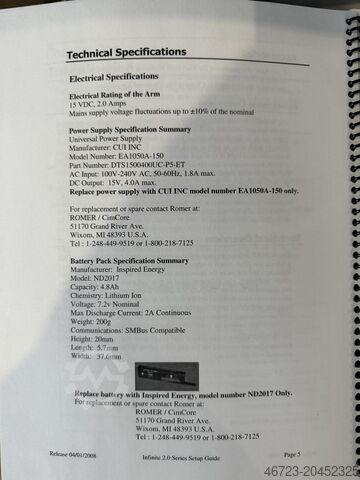 Technical Specifications
Electrical Specifications
Electrical Rating of the Arm
15 VDC, 2.0 Amps
Mains supply voltage fluctuations up to ±10% of the nominal
Power Supply Specification Summary
Universal Power Supply
Manufacturer: CUI INC
Model Number: EA1050A-150
Part Number: DTS1500400UC-P5-ET
AC Input: 100V-240V AC, 50-60Hz, 1.8A max.
DC Output: 15V, 4.0A max.
Replace power supply with CUI INC model number EA1050A-150 only.
For replacement or spare contact Romer at:
ROMER / CimCore
51170 Grand River Ave.
Wixom, MI 48393 U.S.A.
Tel : 1-248-449-9519 or 1-800-218-7125
Battery Pack Specification Summary
Manufacturer: Inspired Energy
Model: ND2017
Capacity: 4.8Ah
Chemistry: Lithium Ion
Voltage: 7.2v Nominal
Max Discharge Current: 2A Continuous
Weight: 200g
Communications: SMBus Compatible
Height: 20mm
Length: 5.7mm
Width: 37.6mm
Replace battery with Inspired Energy, model number ND2017 Only.
For replacement or spare contact Romer at:
ROMER / CimCore
51170 Grand River Ave.
Wixom, MI 48393 U.S.A.
Tel : 1-248-449-9519 or 1-800-218-7125
Release 04/01/2008 Infinite 2.0 Series Setup Guide Page 5
46723-20452325